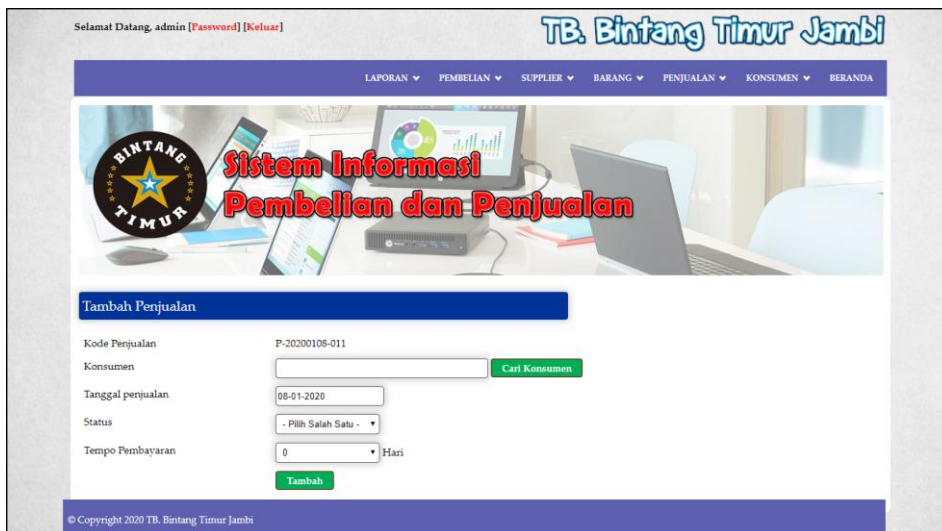 Selamat Datang, admin [Password] [Keluar]
TB. Bintang Timur Jambi
LAPORAN PEMBELIAN SUPPLIER BARANG PENJUALAN KONSUMEN BERANDA
BINTANG
TIMUR
Sistem Informasi
Pembelian dan Penjualan
Tambah Penjualan
Kode Penjualan P-20200108-011
Konsumen Cari Konsumen
Tanggal penjualan 08-01-2020
Status - Pilih Salah Satu -
Tempo Pembayaran 0 Hari
Tambah
© Copyright 2020 TB. Bintang Timur Jambi